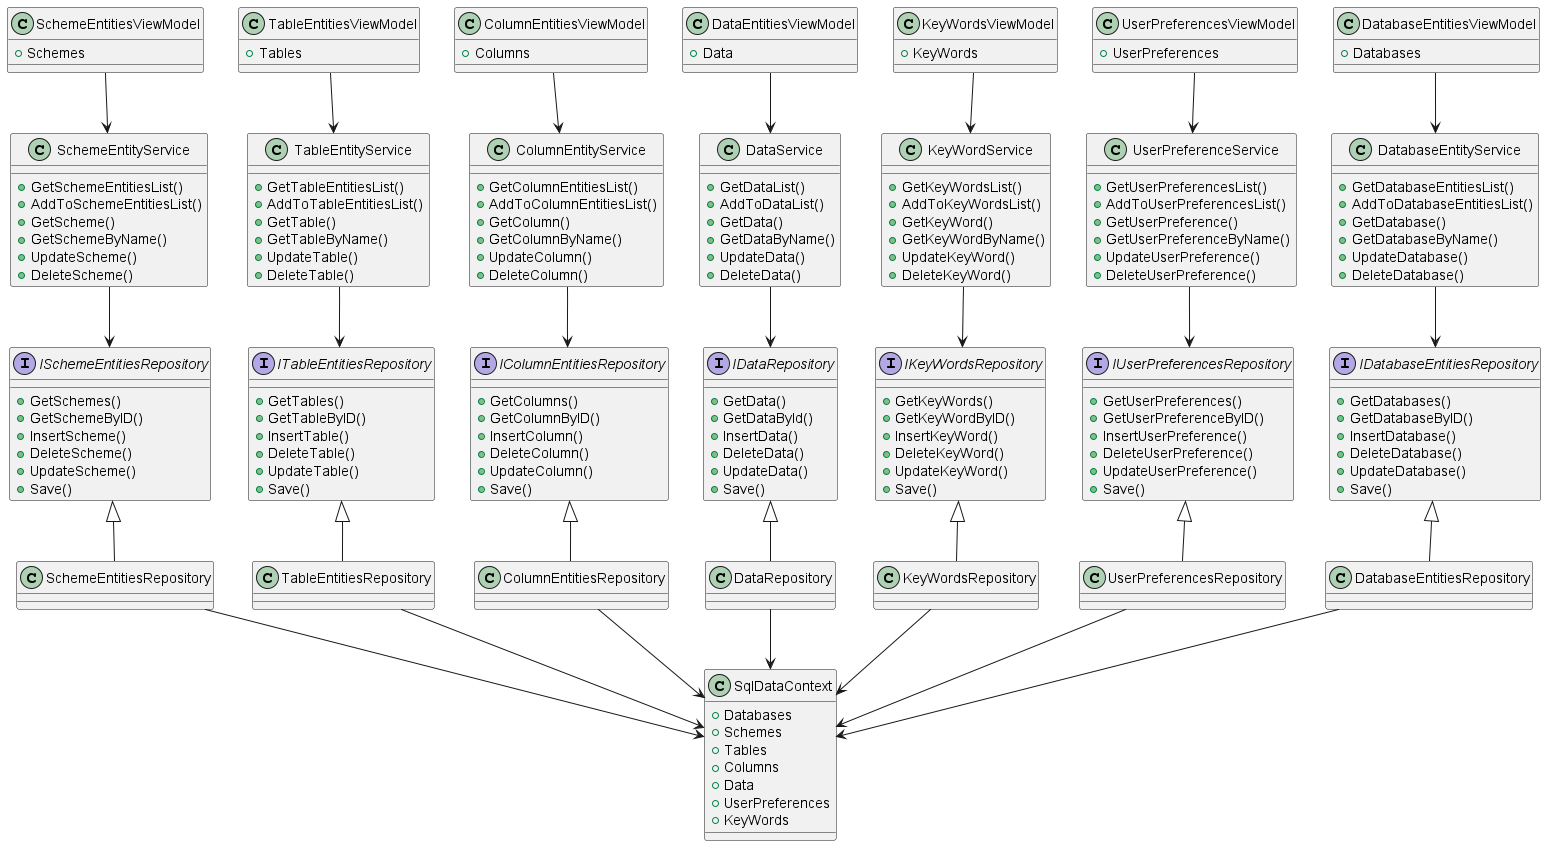 C SchemeEntitiesViewModel
Schemes
C TableEntitiesViewModel
Tables
C ColumnEntitiesViewModel
Columns
C DataEntitiesViewModel
Data
C KeyWordsViewModel
KeyWords
C UserPreferencesViewModel
UserPreferences
C DatabaseEntitiesViewModel
Databases
C SchemeEntityService
GetSchemeEntitiesList()
AddToSchemeEntitiesList()
GetScheme()
GetSchemeByName()
UpdateScheme()
DeleteScheme()
C TableEntityService
GetTableEntitiesList()
AddToTableEntitiesList()
GetTable()
GetTableByName()
UpdateTable()
DeleteTable()
C ColumnEntityService
GetColumnEntitiesList()
AddToColumnEntitiesList()
GetColumn()
GetColumnByName()
UpdateColumn()
DeleteColumn()
C DataService
GetDataList()
AddToDataList()
GetData()
GetDataByName()
UpdateData()
DeleteData()
C KeyWordService
GetKeyWordsList()
AddToKeyWordsList()
GetKeyWord()
GetKeyWordByName()
UpdateKeyWord()
DeleteKeyWord()
C UserPreferenceService
GetUserPreferencesList()
AddToUserPreferencesList()
GetUserPreference()
GetUserPreferenceByName()
UpdateUserPreference()
DeleteUserPreference()
C DatabaseEntityService
GetDatabaseEntitiesList()
AddToDatabaseEntitiesList()
GetDatabase()
GetDatabaseByName()
UpdateDatabase()
DeleteDatabase()
I ISchemeEntitiesRepository
GetSchemes()
GetSchemeByID()
InsertScheme()
DeleteScheme()
UpdateScheme()
Save()
I ITableEntitiesRepository
GetTables()
GetTableByID()
InsertTable()
DeleteTable()
UpdateTable()
Save()
I IColumnEntitiesRepository
GetColumns()
GetColumnByID()
InsertColumn()
DeleteColumn()
UpdateColumn()
Save()
I IDataRepository
GetData()
GetDataById()
InsertData()
DeleteData()
UpdateData()
Save()
I IKeyWordsRepository
GetKeyWords()
GetKeyWordByID()
InsertKeyWord()
DeleteKeyWord()
UpdateKeyWord()
Save()
I IUserPreferencesRepository
GetUserPreferences()
GetUserPreferenceByID()
InsertUserPreference()
DeleteUserPreference()
UpdateUserPreference()
Save()
I IDatabaseEntitiesRepository
GetDatabases()
GetDatabaseByID()
InsertDatabase()
DeleteDatabase()
UpdateDatabase()
Save()
C SchemeEntitiesRepository
C TableEntitiesRepository
C ColumnEntitiesRepository
C DataRepository
C KeyWordsRepository
C UserPreferencesRepository
C DatabaseEntitiesRepository
C SqlDataContext
Databases
Schemes
Tables
Columns
Data
UserPreferences
KeyWords